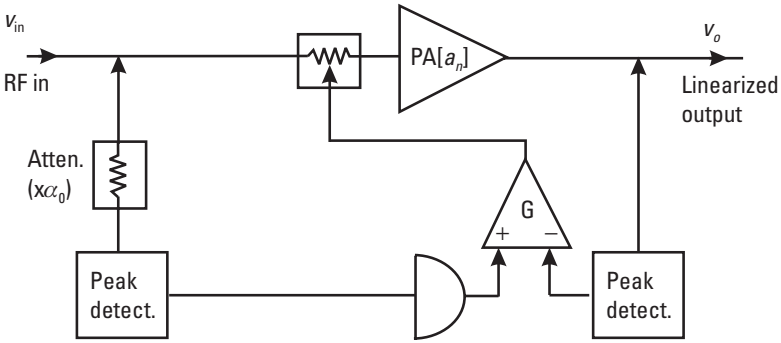 v_in
RF in
PA[a_n]
v_o
Linearized
output
Atten.
(xα_0)
G
+ −
Peak
detect.
Peak
detect.